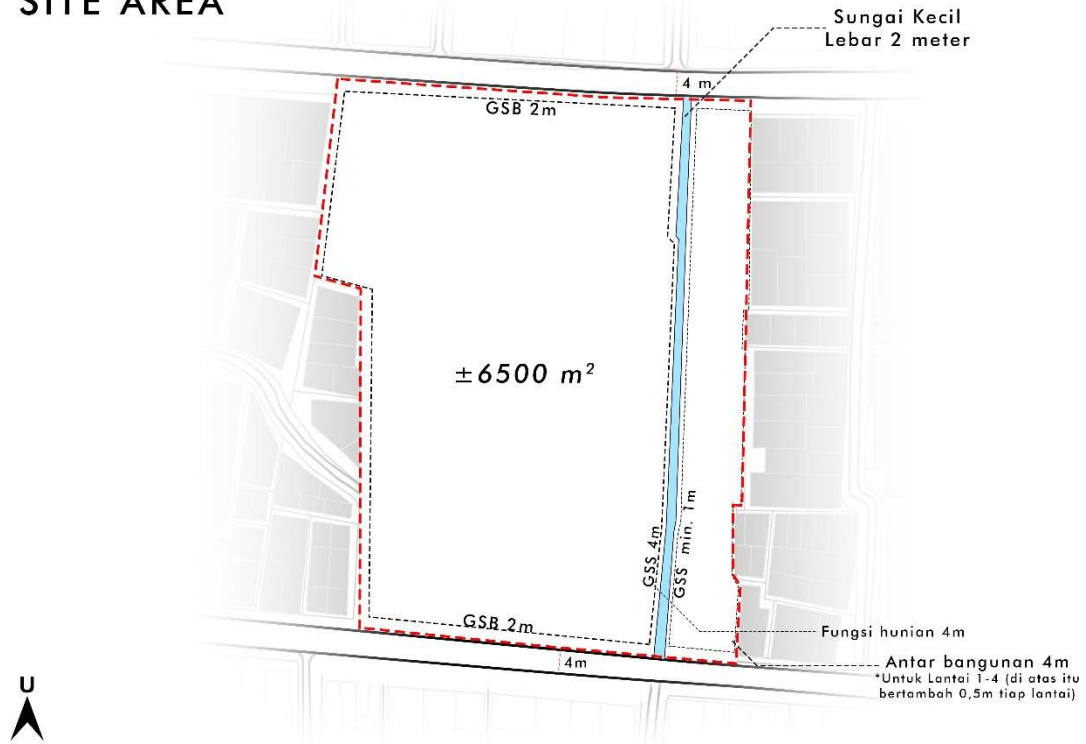 SITE AREA
Sungai Kecil
Lebar 2 meter
4 m
GSB 2m
±6500 m²
GSS 4m
GSS min. 1m
GSB 2m
Fungsi hunian 4m
4m
Antar bangunan 4m
*Untuk Lantai 1-4 (di atas itu
bertambah 0,5m tiap lantai)
U